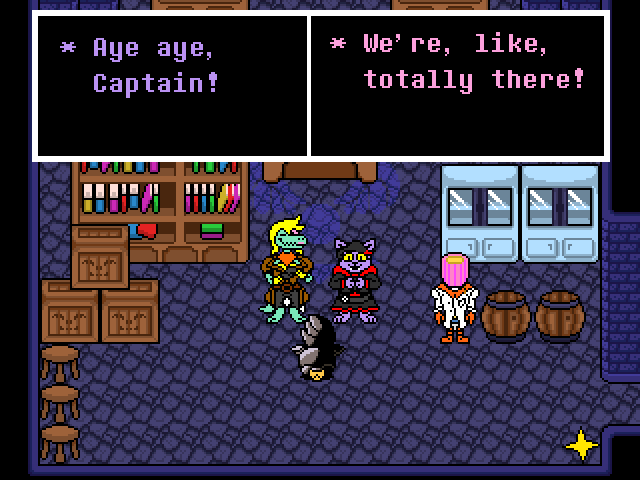 * Aye aye,
Captain!
* We're, like,
totally there!